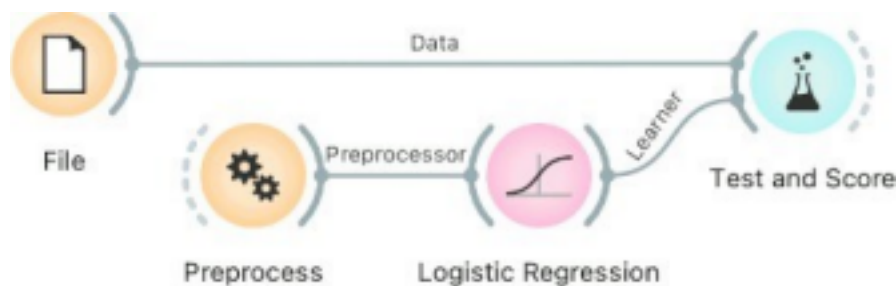 Data
File
Preprocessor
Learner
Test and Score
Preprocess
Logistic Regression